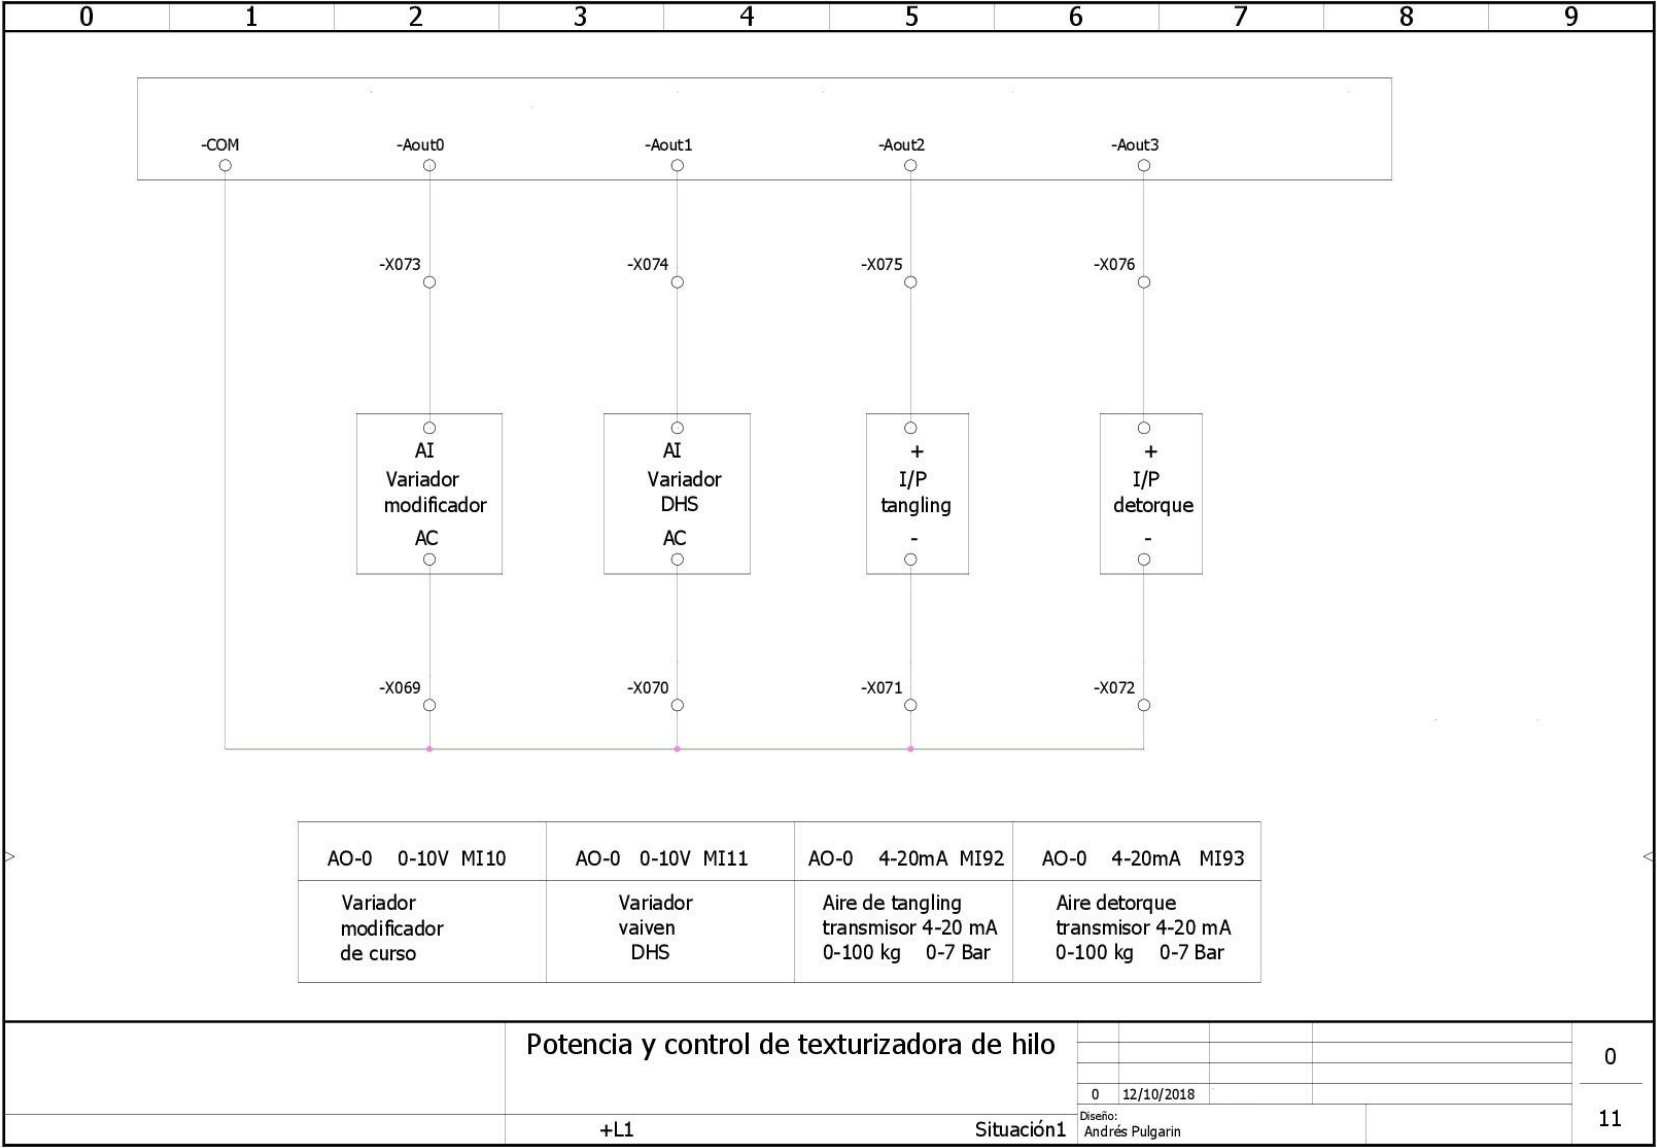 0 1 2 3 4 5 6 7 8 9
-COM -Aout0 -Aout1 -Aout2 -Aout3
-X073 -X074 -X075 -X076
AI AI + +
Variador Variador I/P I/P
modificador DHS tangling detorque
AC AC - -
-X069 -X070 -X071 -X072
AO-0 0-10V MI10
AO-0 0-10V MI11
AO-0 4-20mA MI92
AO-0 4-20mA MI93
Variador
modificador
de curso
Variador
vaiven
DHS
Aire de tangling
transmisor 4-20 mA
0-100 kg 0-7 Bar
Aire detorque
transmisor 4-20 mA
0-100 kg 0-7 Bar
Potencia y control de texturizadora de hilo
0
0 12/10/2018
+L1 Situación1
Diseño:
Andrés Pulgarin
11